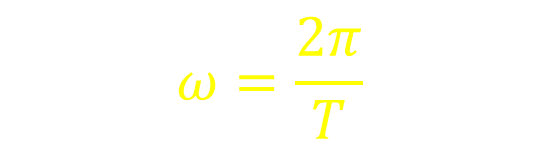 ω = 2π/T